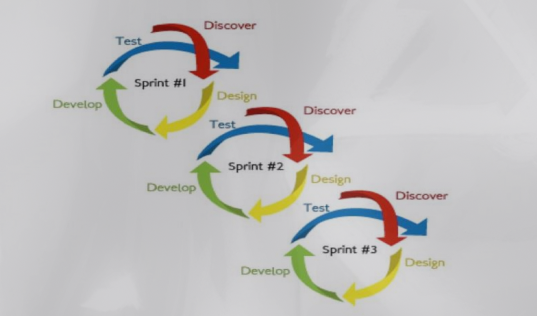 Discover
Test
Sprint #1
Design
Develop
Discover
Test
Sprint #2
Design
Develop
Discover
Test
Sprint #3
Design
Develop